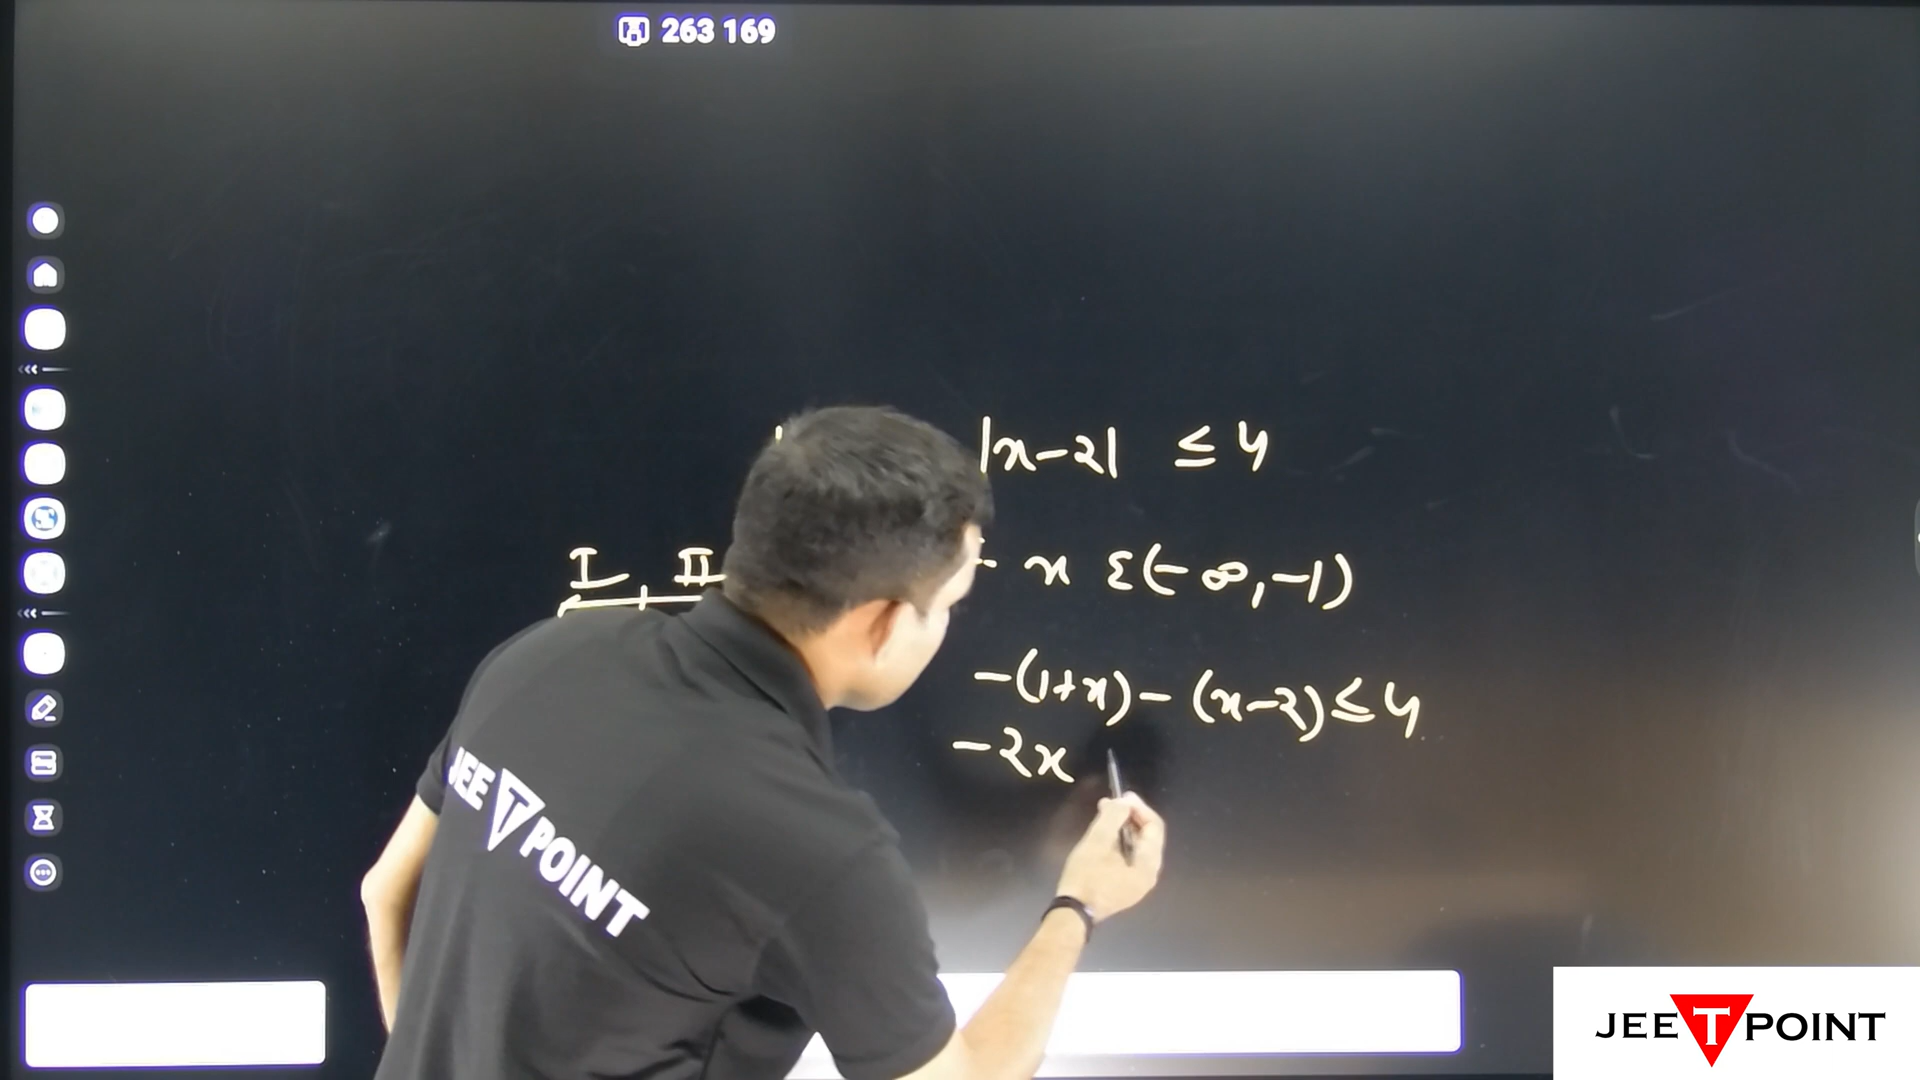 263 169
|x-2| ≤ 4
I II
x ε(-∞,-1)
-(1+x)-(x-2)≤4
-2x
JEE T POINT
JEE T POINT